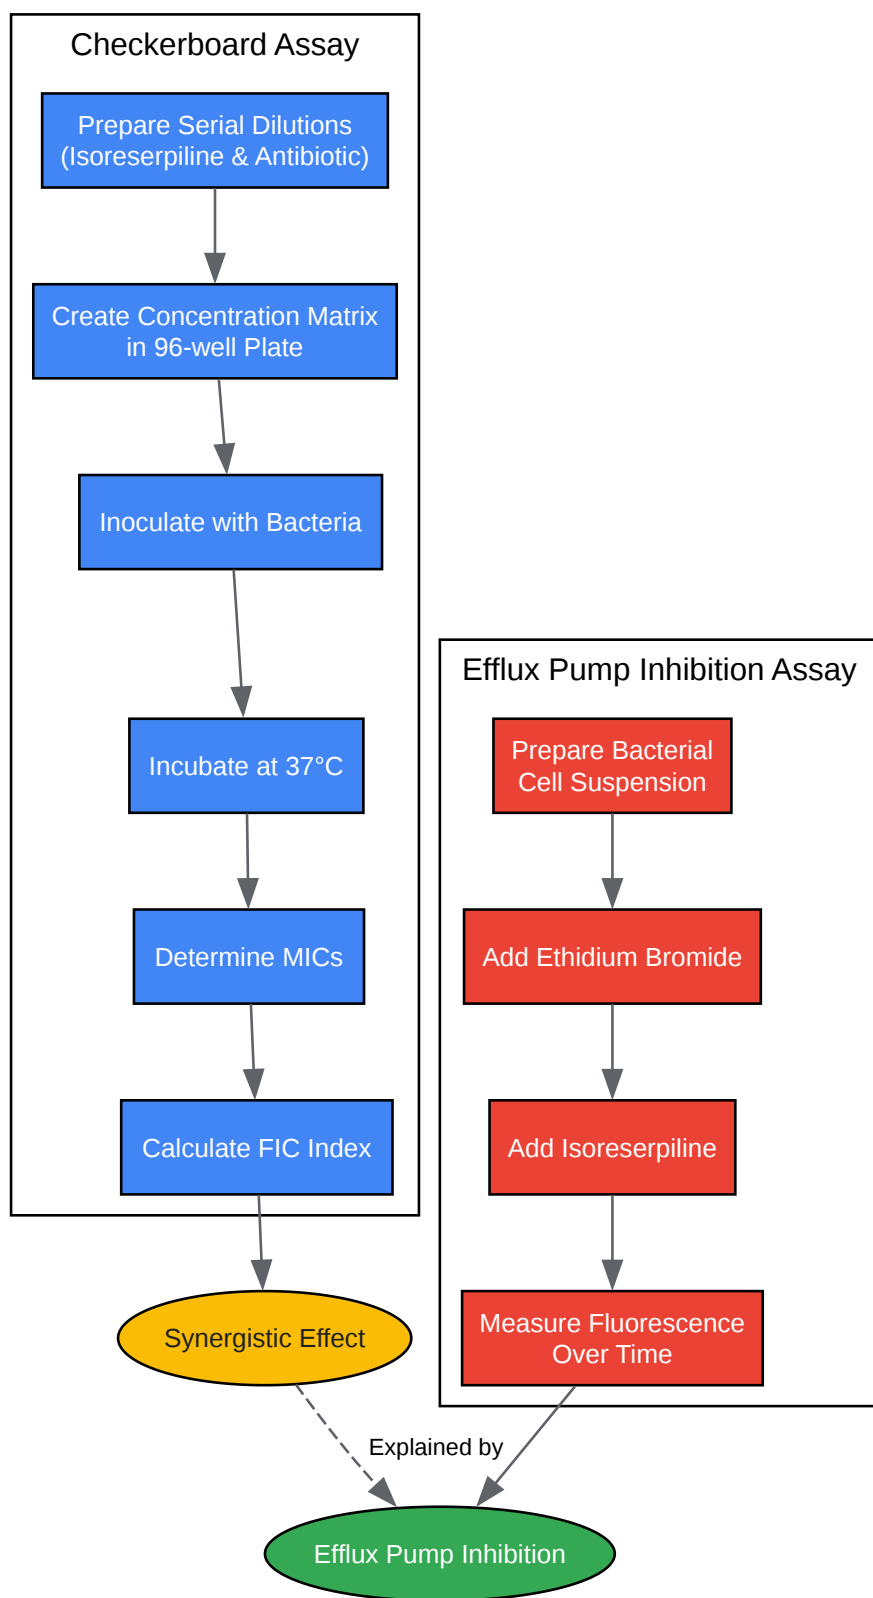 Checkerboard Assay
Prepare Serial Dilutions
(Isoreserpiline & Antibiotic)
Create Concentration Matrix
in 96-well Plate
Inoculate with Bacteria
Incubate at 37°C
Determine MICs
Calculate FIC Index
Synergistic Effect
Efflux Pump Inhibition Assay
Prepare Bacterial
Cell Suspension
Add Ethidium Bromide
Add Isoreserpiline
Measure Fluorescence
Over Time
Explained by
Efflux Pump Inhibition